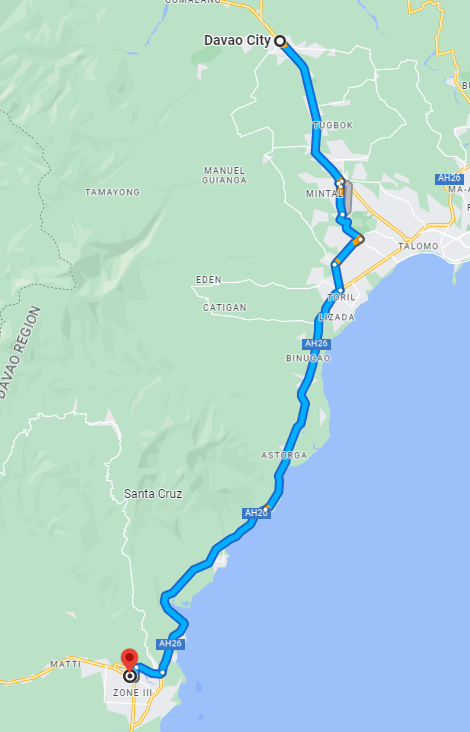 Davao City
TUGBOK
MANUEL
GUIANGA
TAMAYONG
MINTAL
AH26
TALOMO
EDEN
CATIGAN
TORIL
LIZADA
DAVAO REGION
AH26
BINUGAO
ASTORGA
Santa Cruz
AH26
AH26
MATTI
ZONE III